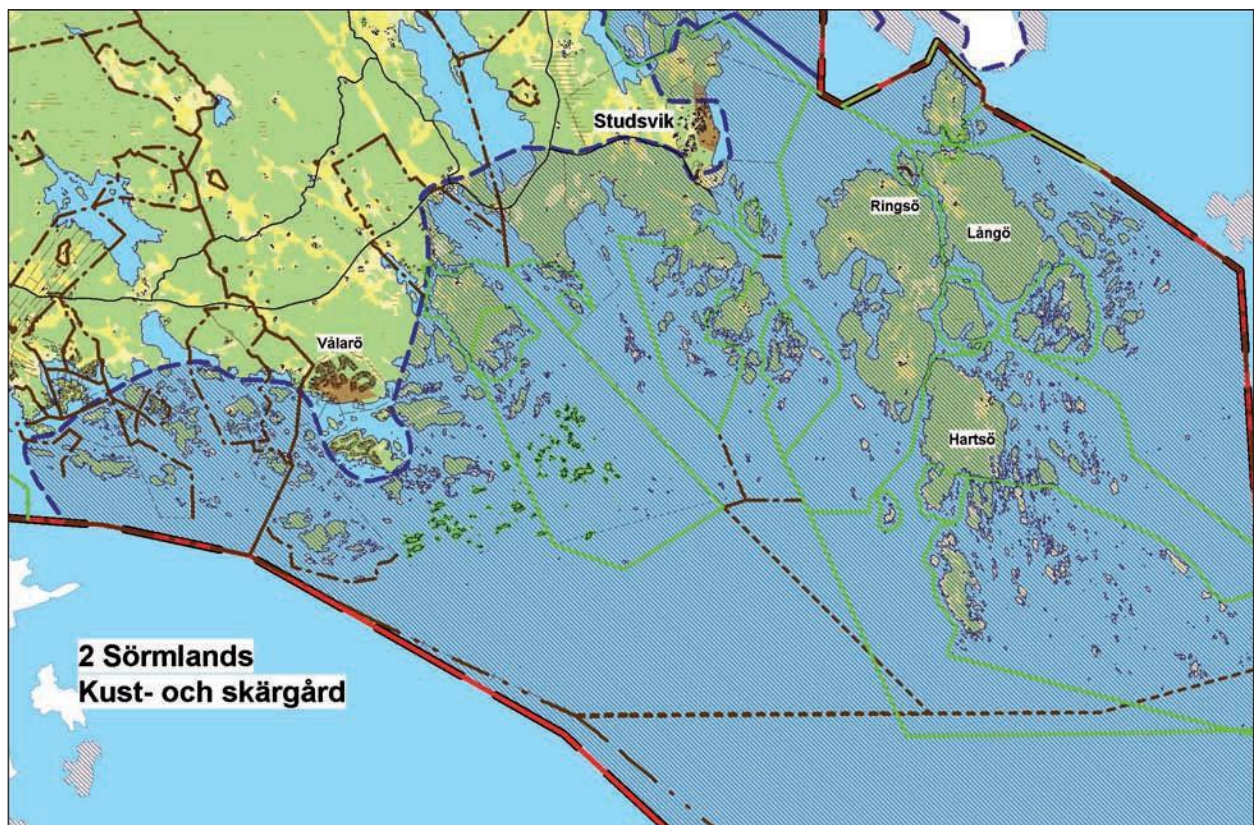 Studsvik
Ringsö
Långö
Vålarö
Hartsö
2 Sörmlands
Kust- och skärgård